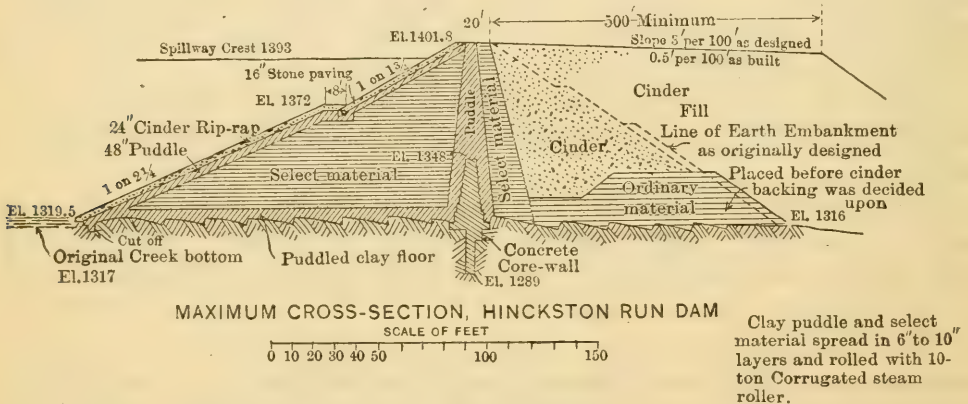 20'
500' Minimum
El.1401.8
Slope 5' per 100' as designed
0.5' per 100' as built
Spillway Crest 1393
16" Stone paving
1 on 1¾
8'
El. 1372
24" Cinder Rip-rap
48" Puddle
1 on 2¼
Puddle
Select material
El. 1348
Select material
Cinder
Cinder
Fill
Line of Earth Embankment
as originally designed
Placed before cinder
backing was decided
upon
Ordinary
material
El. 1319.5
El. 1316
Cut off
Original Creek bottom
El.1317
Puddled clay floor
Concrete
Core-wall
El. 1289
MAXIMUM CROSS-SECTION, HINCKSTON RUN DAM
SCALE OF FEET
0 10 20 30 40 50 100 150
Clay puddle and select
material spread in 6" to 10"
layers and rolled with 10-
ton Corrugated steam
roller.